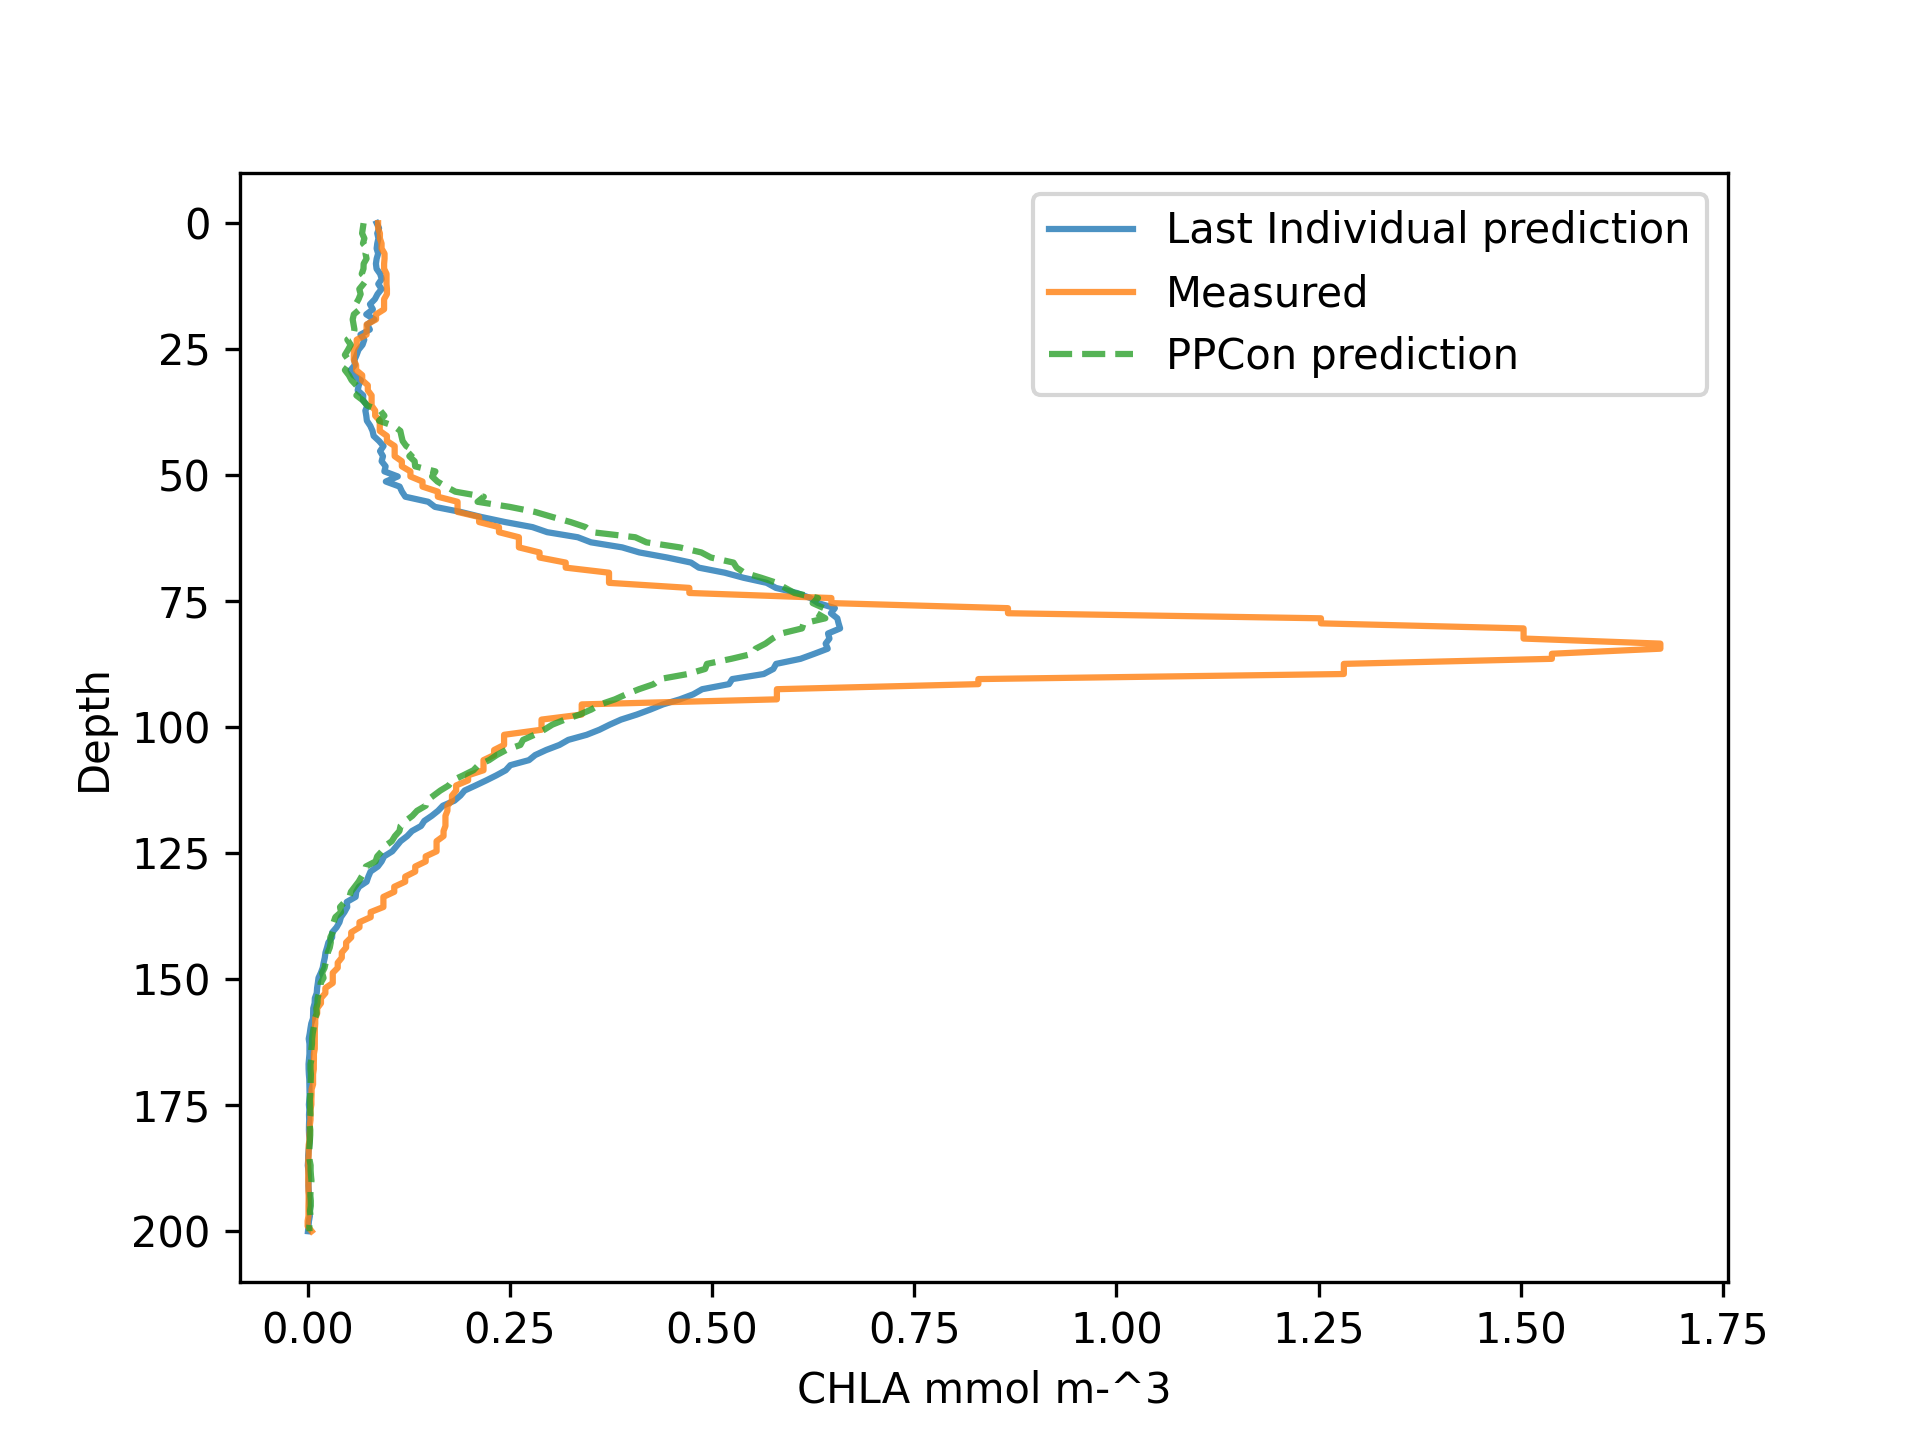 Last Individual prediction
Measured
PPCon prediction
0
25
50
75
100
125
150
175
200
Depth
0.00 0.25 0.50 0.75 1.00 1.25 1.50 1.75
CHLA mmol m-^3